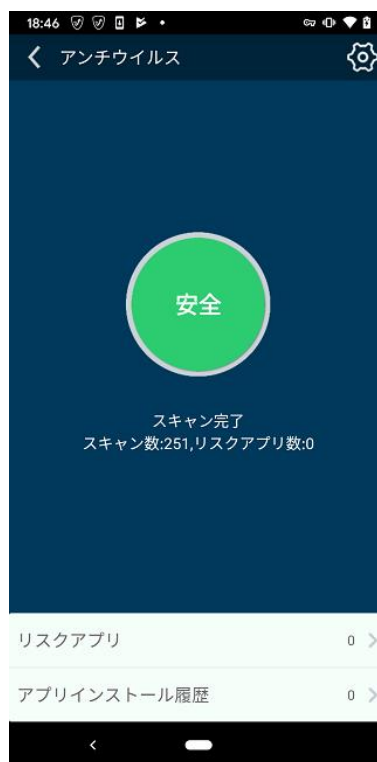 18:46
アンチウイルス
安全
スキャン完了
スキャン数:251,リスクアプリ数:0
リスクアプリ 0
アプリインストール履歴 0